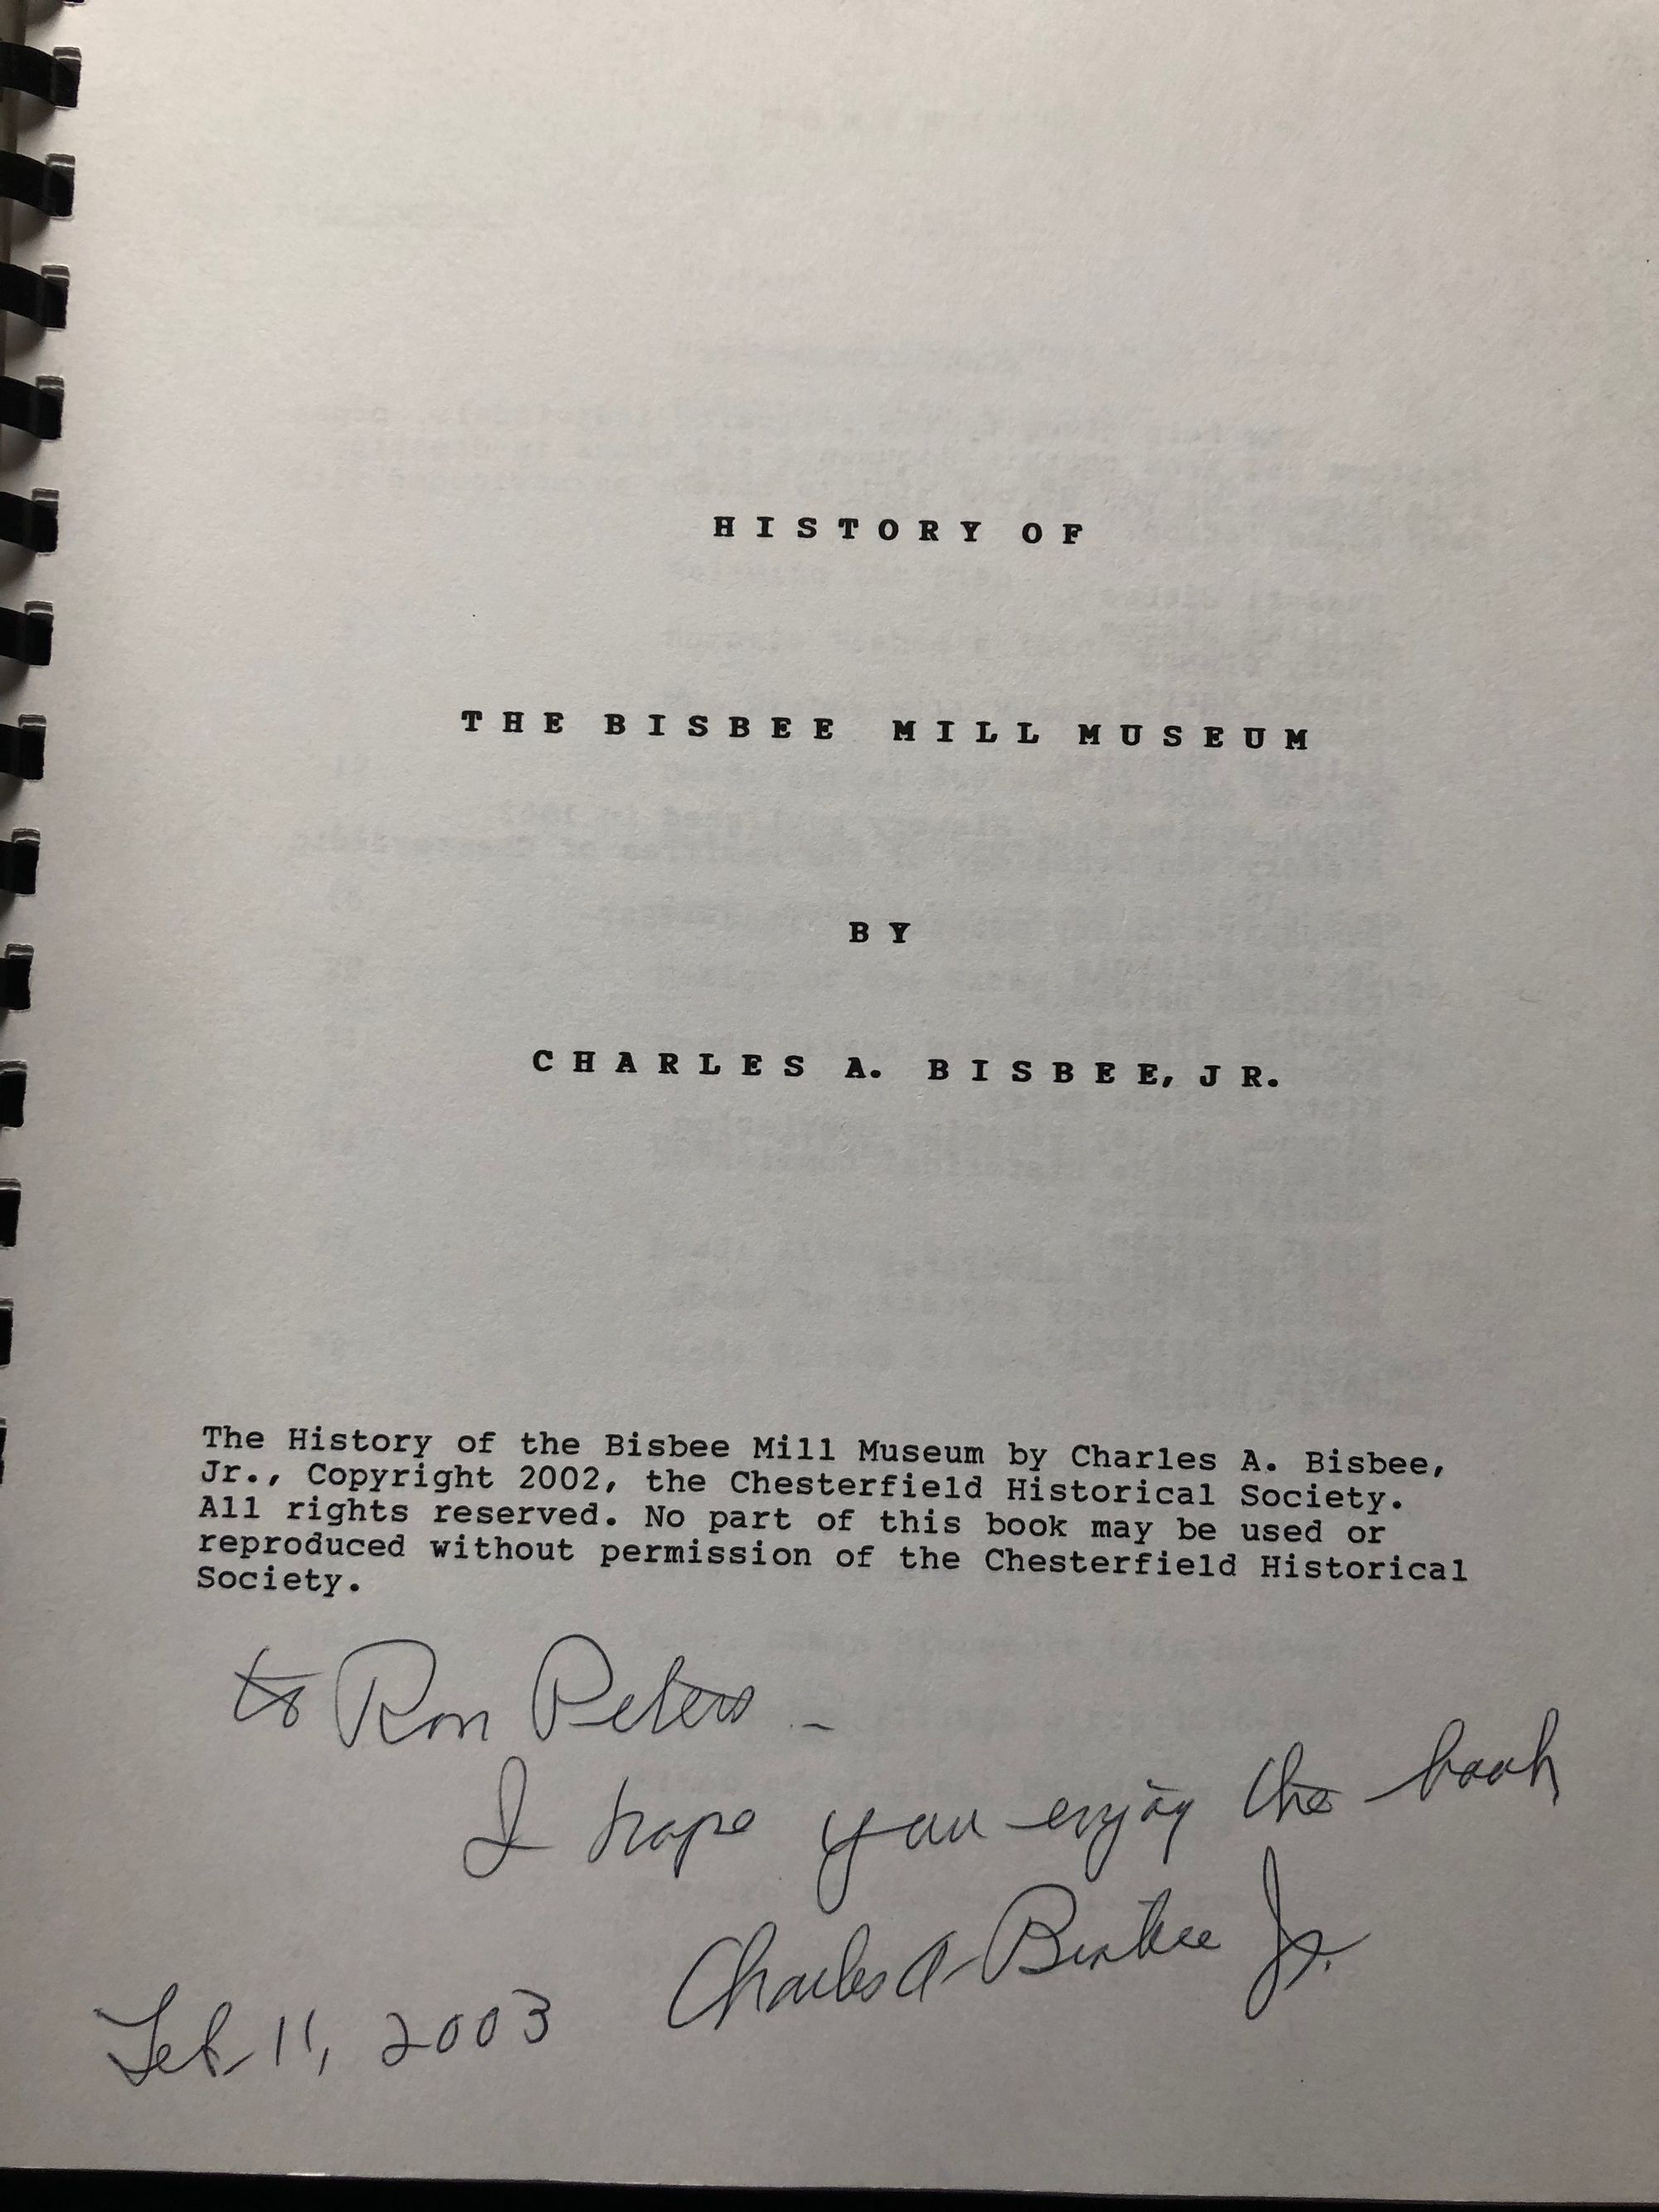 HISTORY OF
THE BISBEE MILL MUSEUM
BY
CHARLES A. BISBEE, JR.
The History of the Bisbee Mill Museum by Charles A. Bisbee,
Jr., Copyright 2002, the Chesterfield Historical Society.
All rights reserved. No part of this book may be used or
reproduced without permission of the Chesterfield Historical
Society.
to Ron Peters -
I hope you enjoy the book
Charles A Bisbee Jr.
Feb 11, 2003